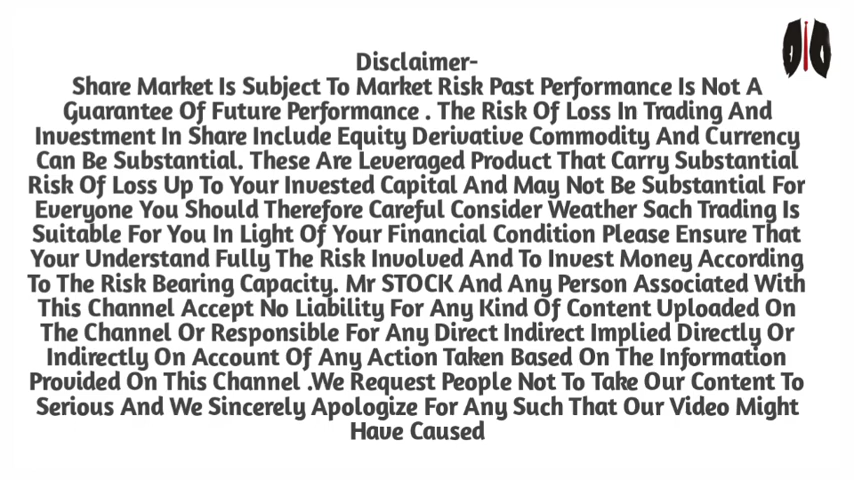 Disclaimer-
Share Market Is Subject To Market Risk Past Performance Is Not A
Guarantee Of Future Performance . The Risk Of Loss In Trading And
Investment In Share Include Equity Derivative Commodity And Currency
Can Be Substantial. These Are Leveraged Product That Carry Substantial
Risk Of Loss Up To Your Invested Capital And May Not Be Substantial For
Everyone You Should Therefore Careful Consider Weather Sach Trading Is
Suitable For You In Light Of Your Financial Condition Please Ensure That
Your Understand Fully The Risk Involved And To Invest Money According
To The Risk Bearing Capacity. Mr STOCK And Any Person Associated With
This Channel Accept No Liability For Any Kind Of Content Uploaded On
The Channel Or Responsible For Any Direct Indirect Implied Directly Or
Indirectly On Account Of Any Action Taken Based On The Information
Provided On This Channel .We Request People Not To Take Our Content To
Serious And We Sincerely Apologize For Any Such That Our Video Might
Have Caused